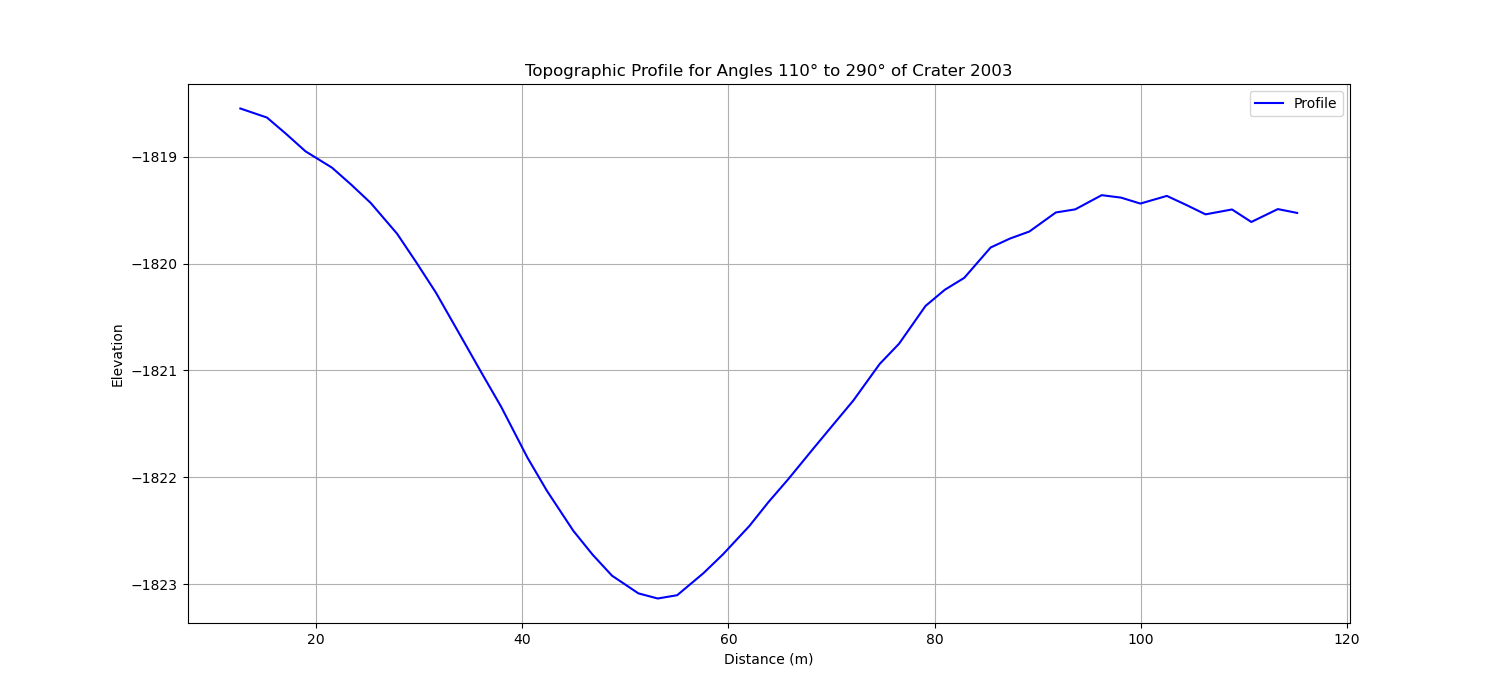 Topographic Profile for Angles 110° to 290° of Crater 2003
Profile
−1819
−1820
−1821
−1822
−1823
Elevation
20
40
60
80
100
120
Distance (m)